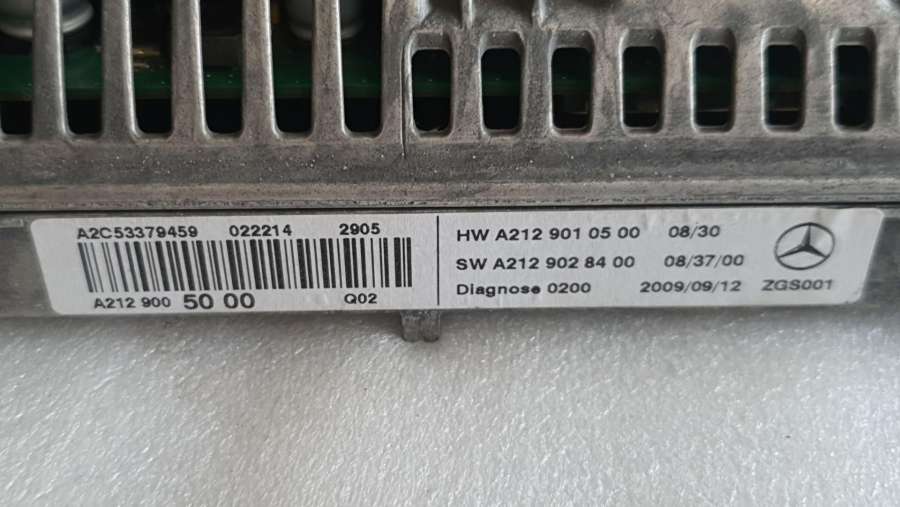 A2C53379459 022214 2905
A212 900 50 00 Q02
HW A212 901 05 00 08/30
SW A212 902 84 00 08/37/00
Diagnose 0200 2009/09/12 ZGS001